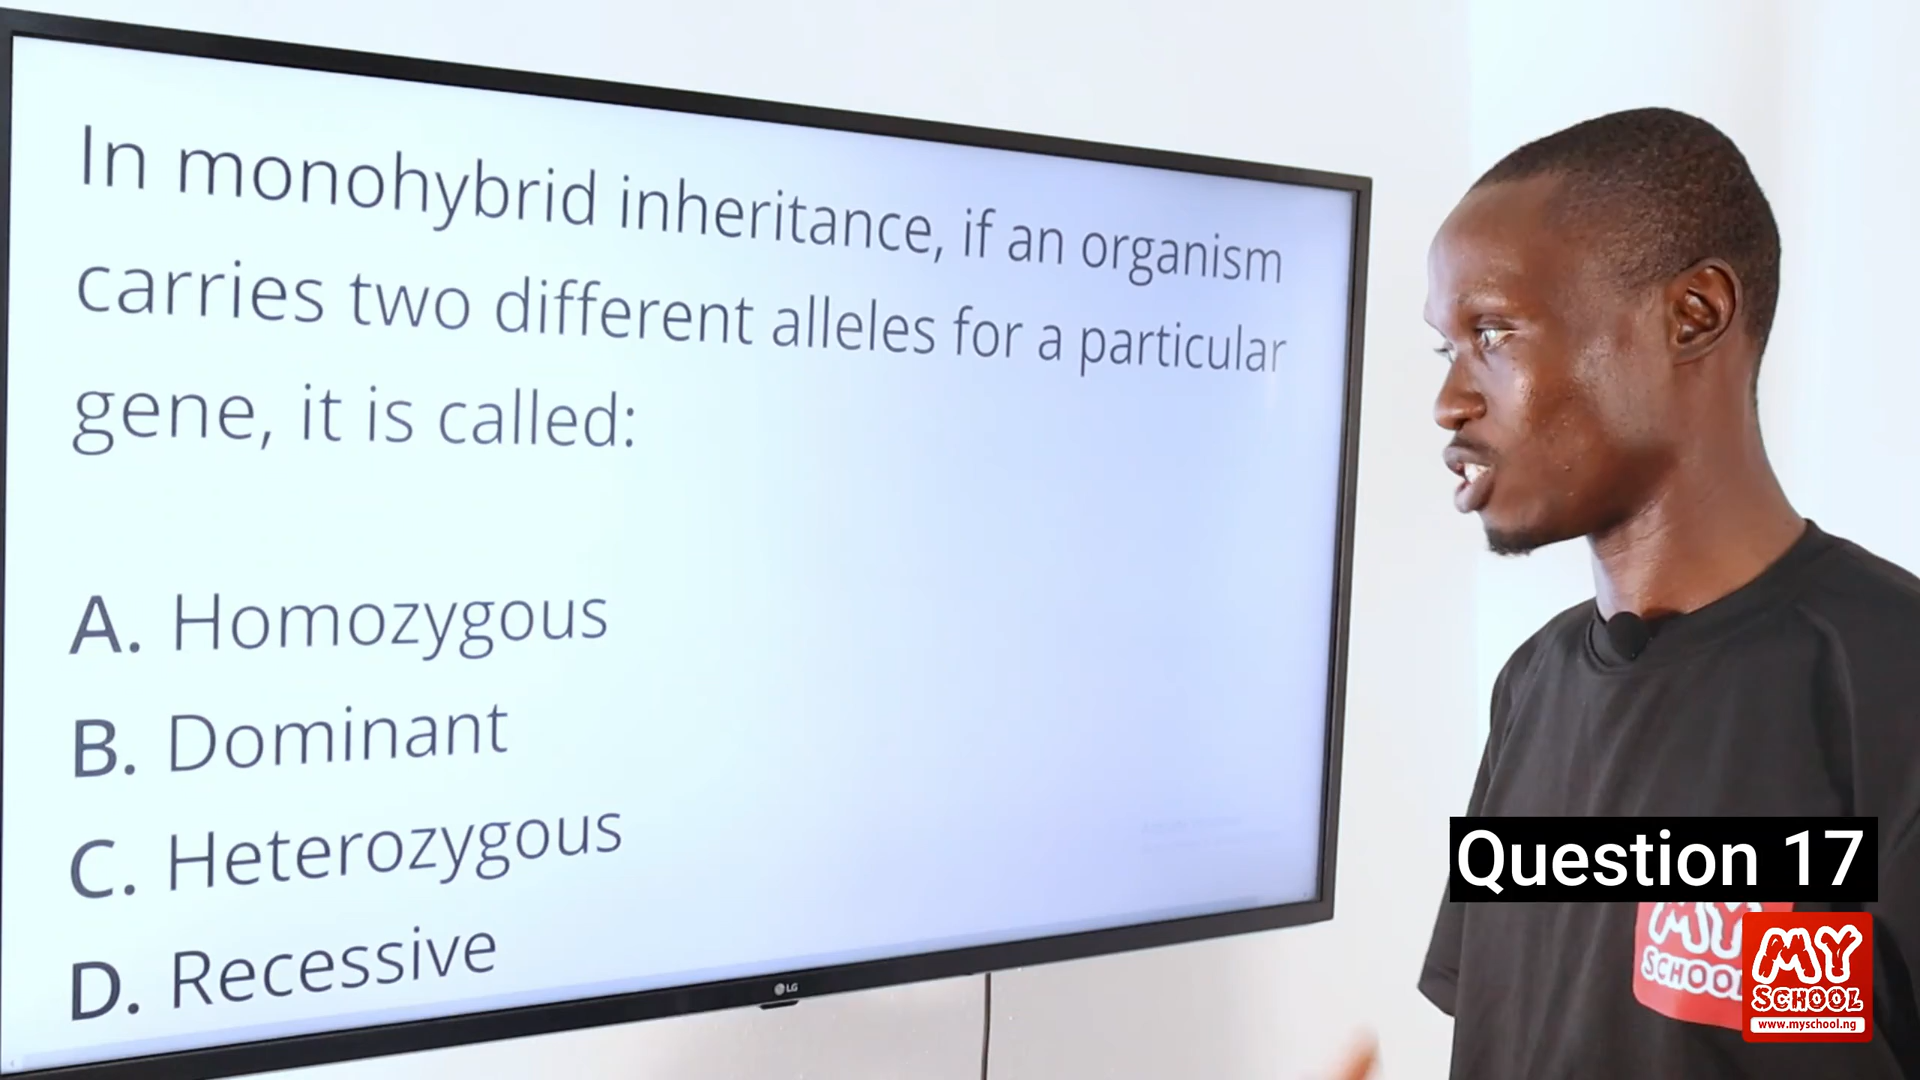 In monohybrid inheritance, if an organism
carries two different alleles for a particular
gene, it is called:
A. Homozygous
B. Dominant
C. Heterozygous
D. Recessive
LG
Question 17
MY
SCHOOL
MY
SCHOOL
www.myschool.ng